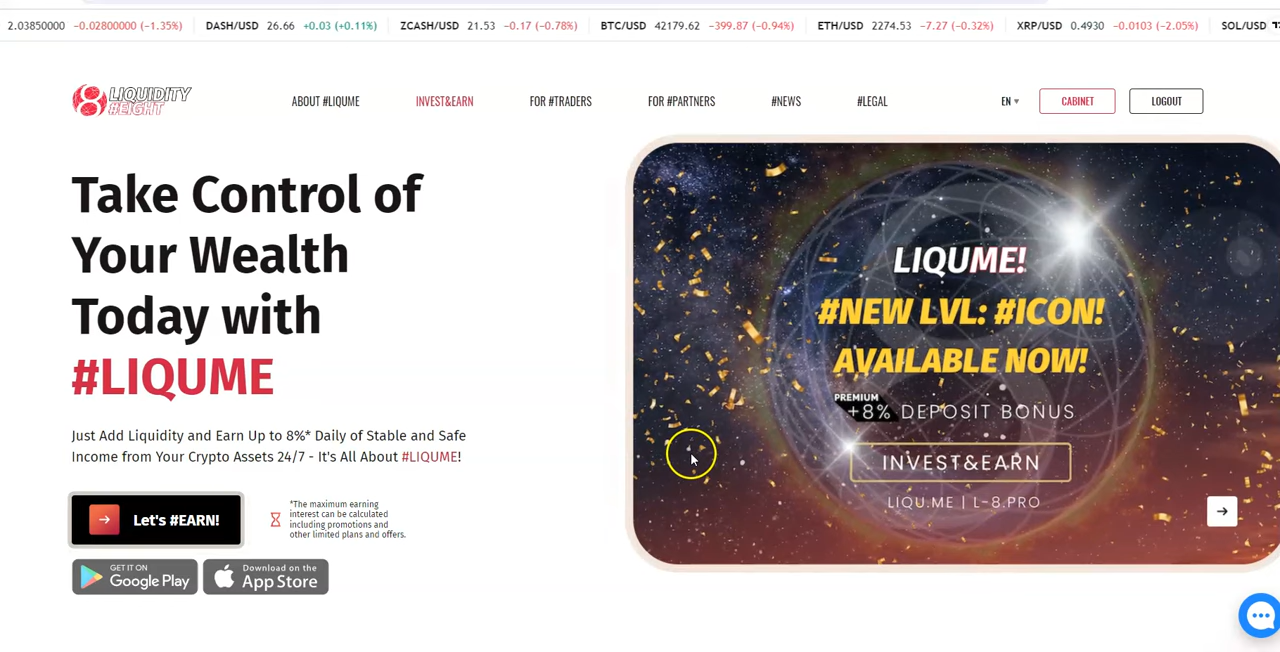 2.03850000 −0.02800000 (−1.35%) DASH/USD 26.66 +0.03 (+0.11%) ZCASH/USD 21.53 −0.17 (−0.78%) BTC/USD 42179.62 −399.87 (−0.94%) ETH/USD 2274.53 −7.27 (−0.32%) XRP/USD 0.4930 −0.0103 (−2.05%) SOL/USD
LIQUIDITY
#EIGHT
ABOUT #LIQUME INVEST&EARN FOR #TRADERS FOR #PARTNERS #NEWS #LEGAL EN CABINET LOGOUT
Take Control of
Your Wealth
Today with
#LIQUME
Just Add Liquidity and Earn Up to 8%* Daily of Stable and Safe
Income from Your Crypto Assets 24/7 - It's All About #LIQUME!
Let's #EARN!
*The maximum earning
interest can be calculated
including promotions and
other limited plans and offers.
GET IT ON
Google Play
Download on the
App Store
LIQUME!
#NEW LVL: #ICON!
AVAILABLE NOW!
PREMIUM
+8% DEPOSIT BONUS
INVEST&EARN
LIQU.ME | L-8.PRO